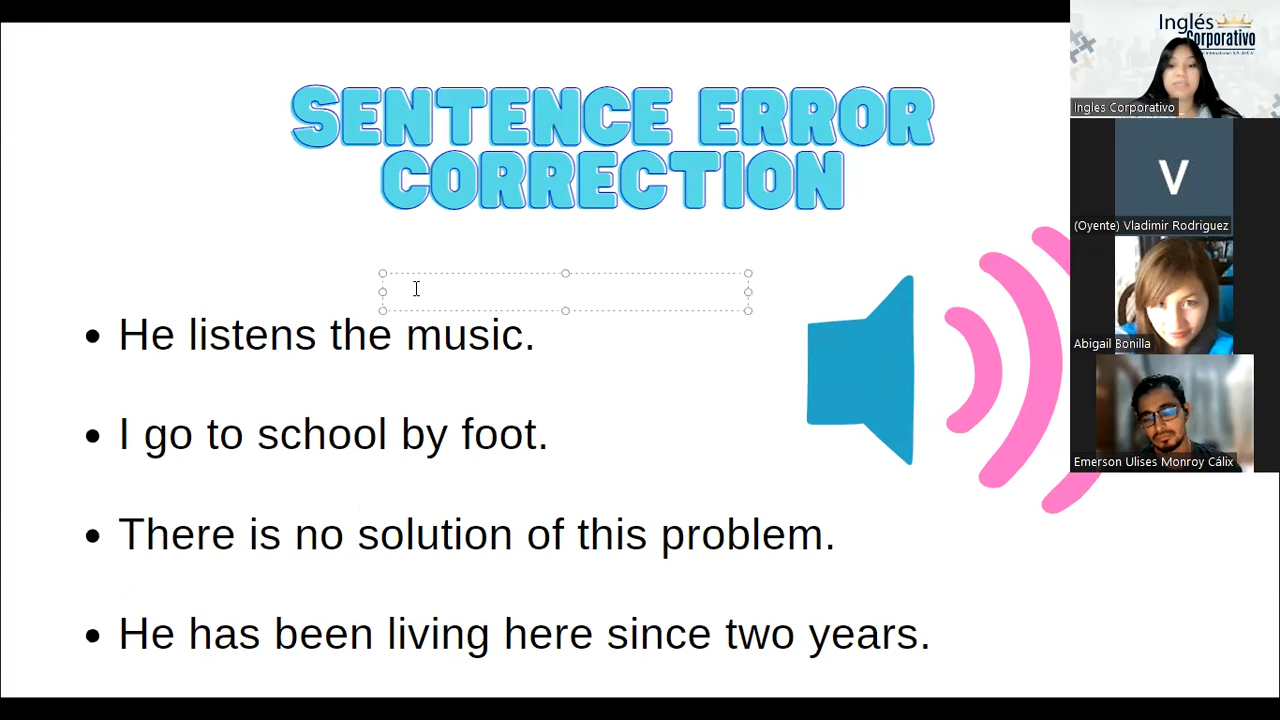 SENTENCE ERROR
CORRECTION
• He listens the music.
• I go to school by foot.
• There is no solution of this problem.
• He has been living here since two years.
Inglés
Corporativo
Ingles Corporativo
V
(Oyente) Vladimir Rodriguez
Abigail Bonilla
Emerson Ulises Monroy Cálix